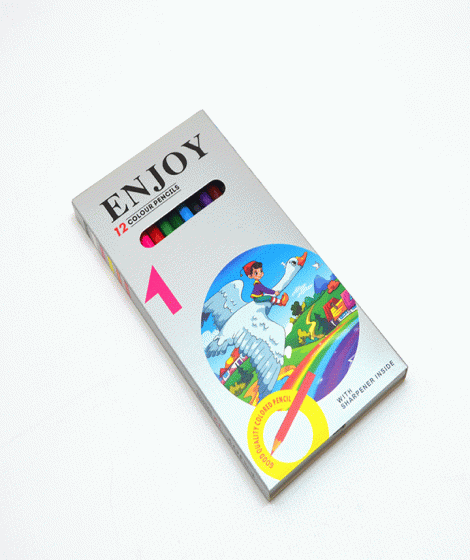 ENJOY
12 COLOUR PENCILS
1
WITH
SHARPENER INSIDE
GOOD QUALITY COLORED PENCIL